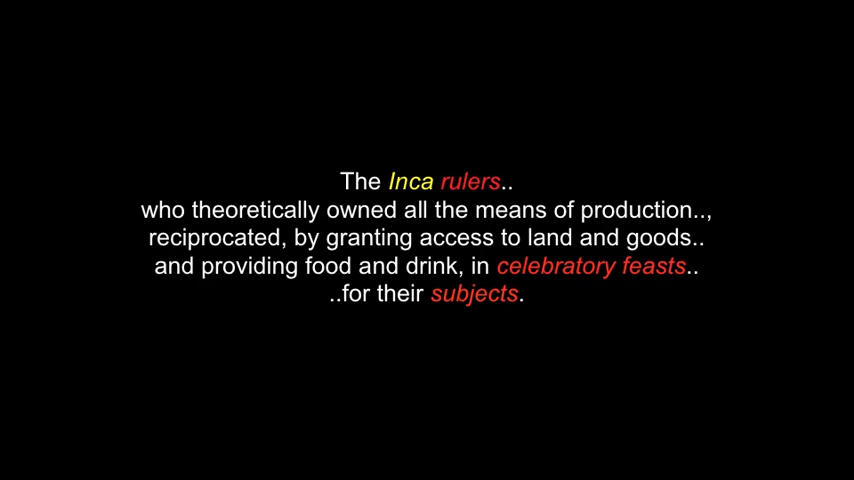 The Inca rulers..
who theoretically owned all the means of production..,
reciprocated, by granting access to land and goods..
and providing food and drink, in celebratory feasts..
..for their subjects.